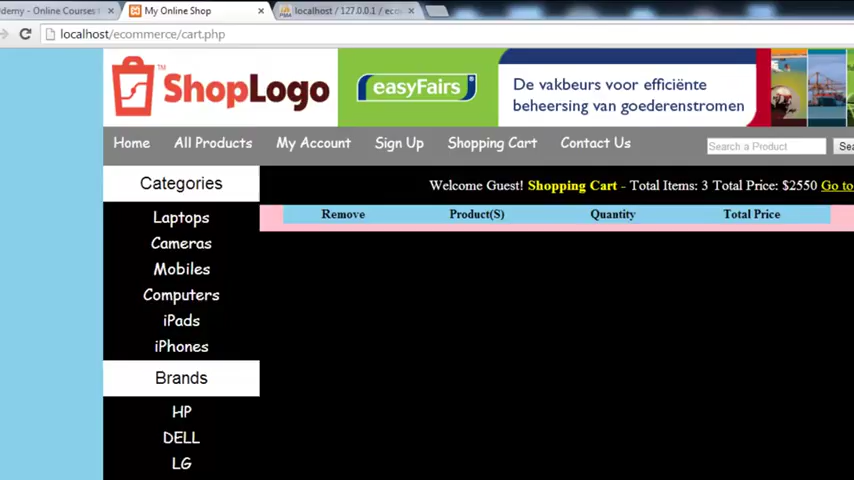 demy - Online Courses
My Online Shop
localhost / 127.0.0.1 / eco
localhost/ecommerce/cart.php
ShopLogo
TM
easyFairs
De vakbeurs voor efficiënte
beheersing van goederenstromen
Home All Products My Account Sign Up Shopping Cart Contact Us
Search a Product
Sea
Categories
Welcome Guest! Shopping Cart - Total Items: 3 Total Price: $2550 Go to
Remove Product(S) Quantity Total Price
Laptops
Cameras
Mobiles
Computers
iPads
iPhones
Brands
HP
DELL
LG